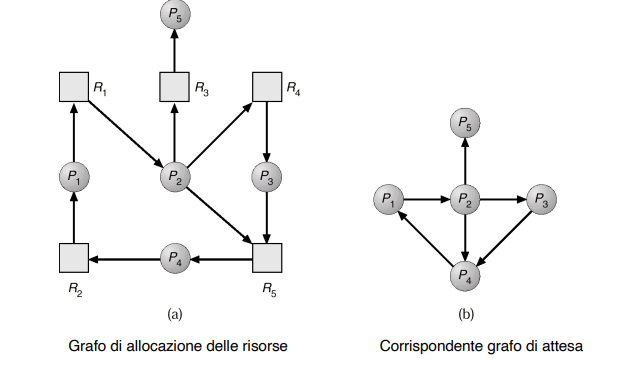 P5
R1
R3
R4
P1
P2
P3
P4
R2
R5
(a)
Grafo di allocazione delle risorse
P5
P1
P2
P3
P4
(b)
Corrispondente grafo di attesa